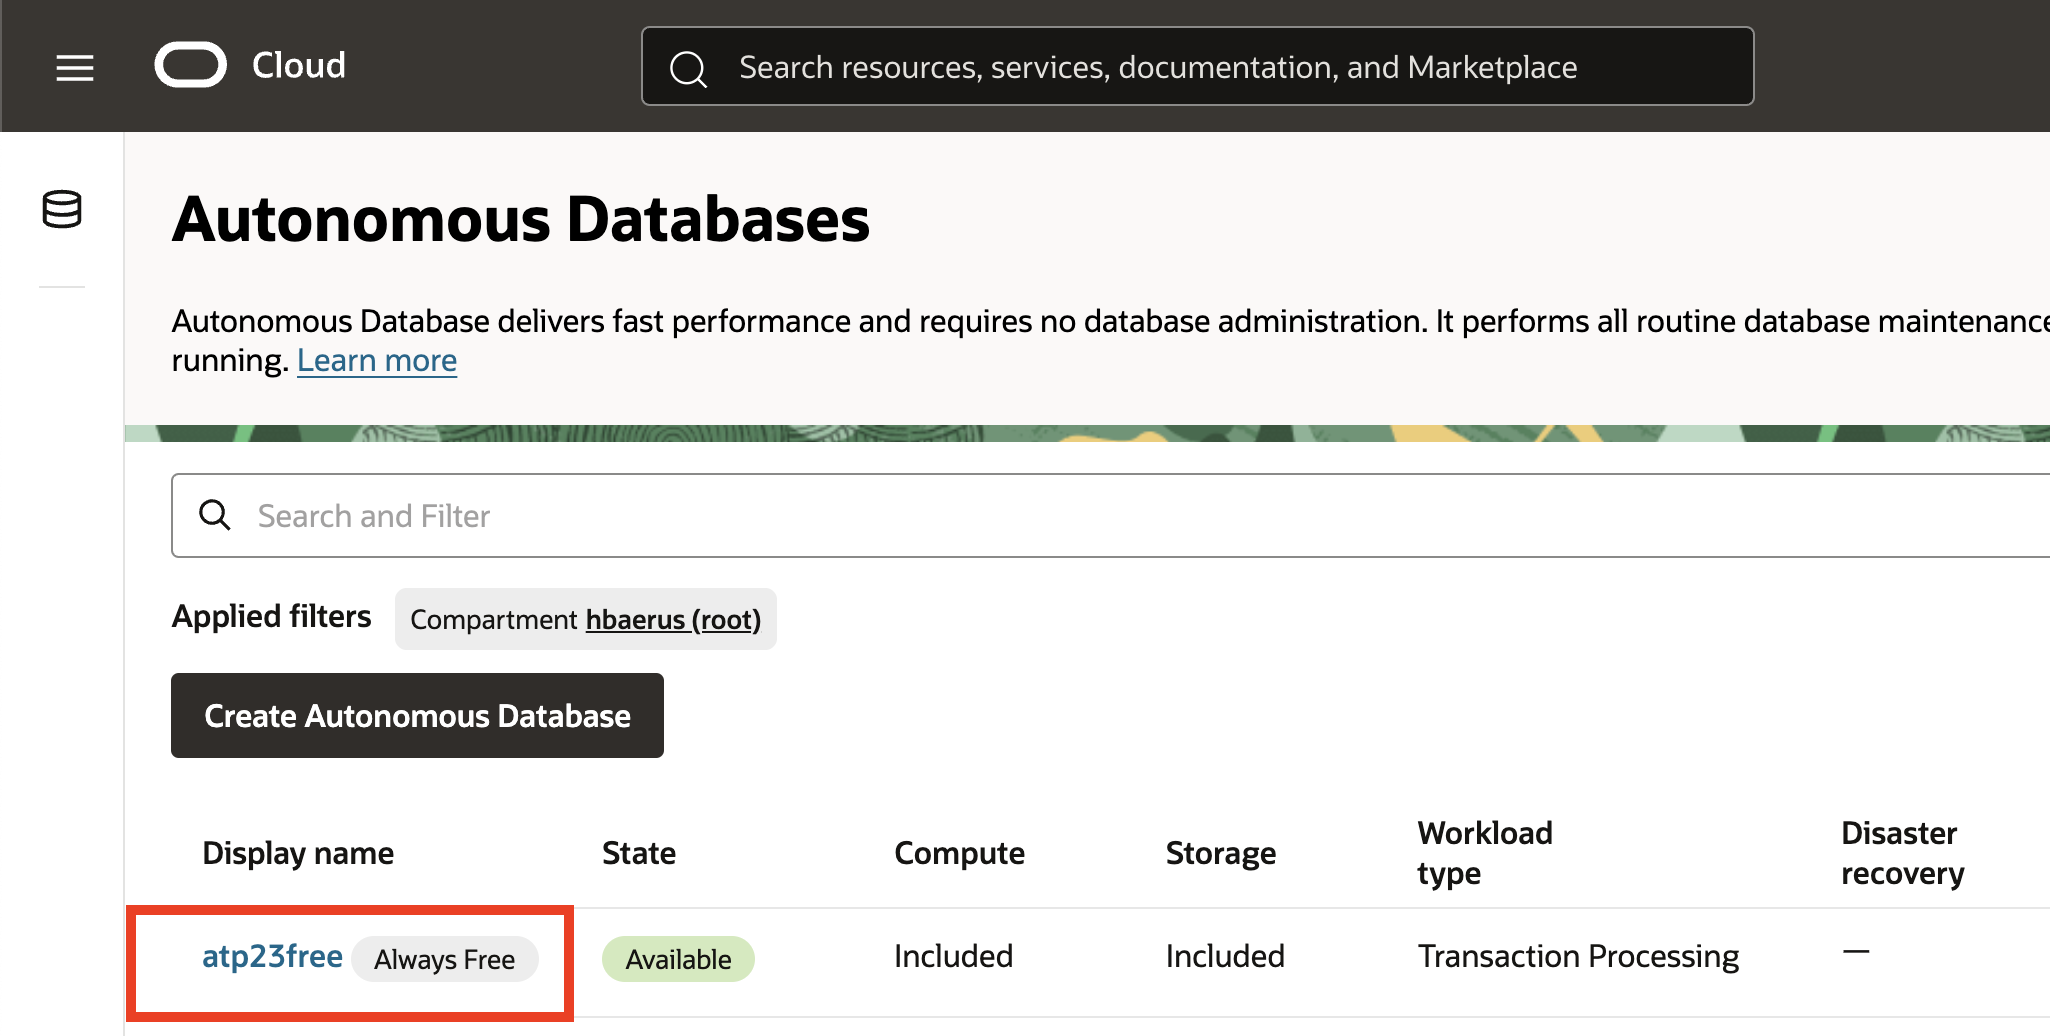 Cloud
Search resources, services, documentation, and Marketplace
Autonomous Databases
Autonomous Database delivers fast performance and requires no database administration. It performs all routine database maintenance
running. Learn more
Search and Filter
Applied filters
Compartment hbaerus (root)
Create Autonomous Database
Display name State Compute Storage Workload type Disaster recovery
atp23free Always Free Available Included Included Transaction Processing —